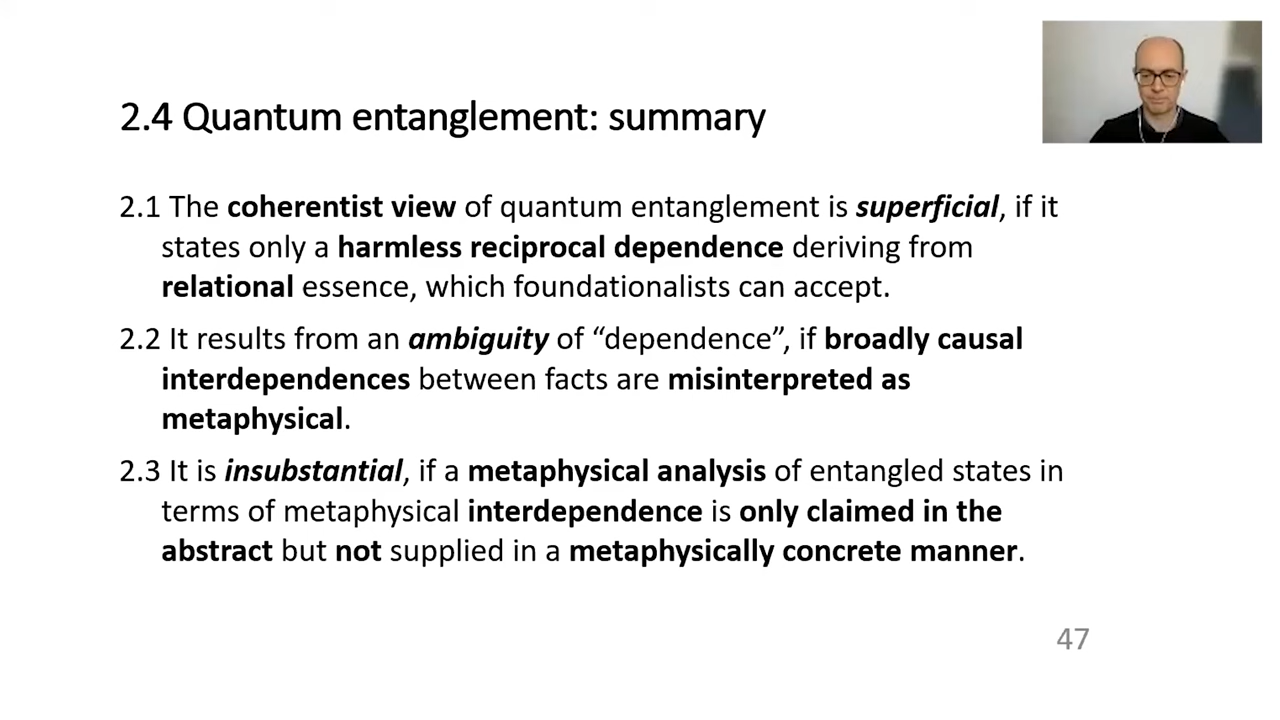 2.4 Quantum entanglement: summary
2.1 The coherentist view of quantum entanglement is superficial, if it
states only a harmless reciprocal dependence deriving from
relational essence, which foundationalists can accept.
2.2 It results from an ambiguity of “dependence”, if broadly causal
interdependences between facts are misinterpreted as
metaphysical.
2.3 It is insubstantial, if a metaphysical analysis of entangled states in
terms of metaphysical interdependence is only claimed in the
abstract but not supplied in a metaphysically concrete manner.
47